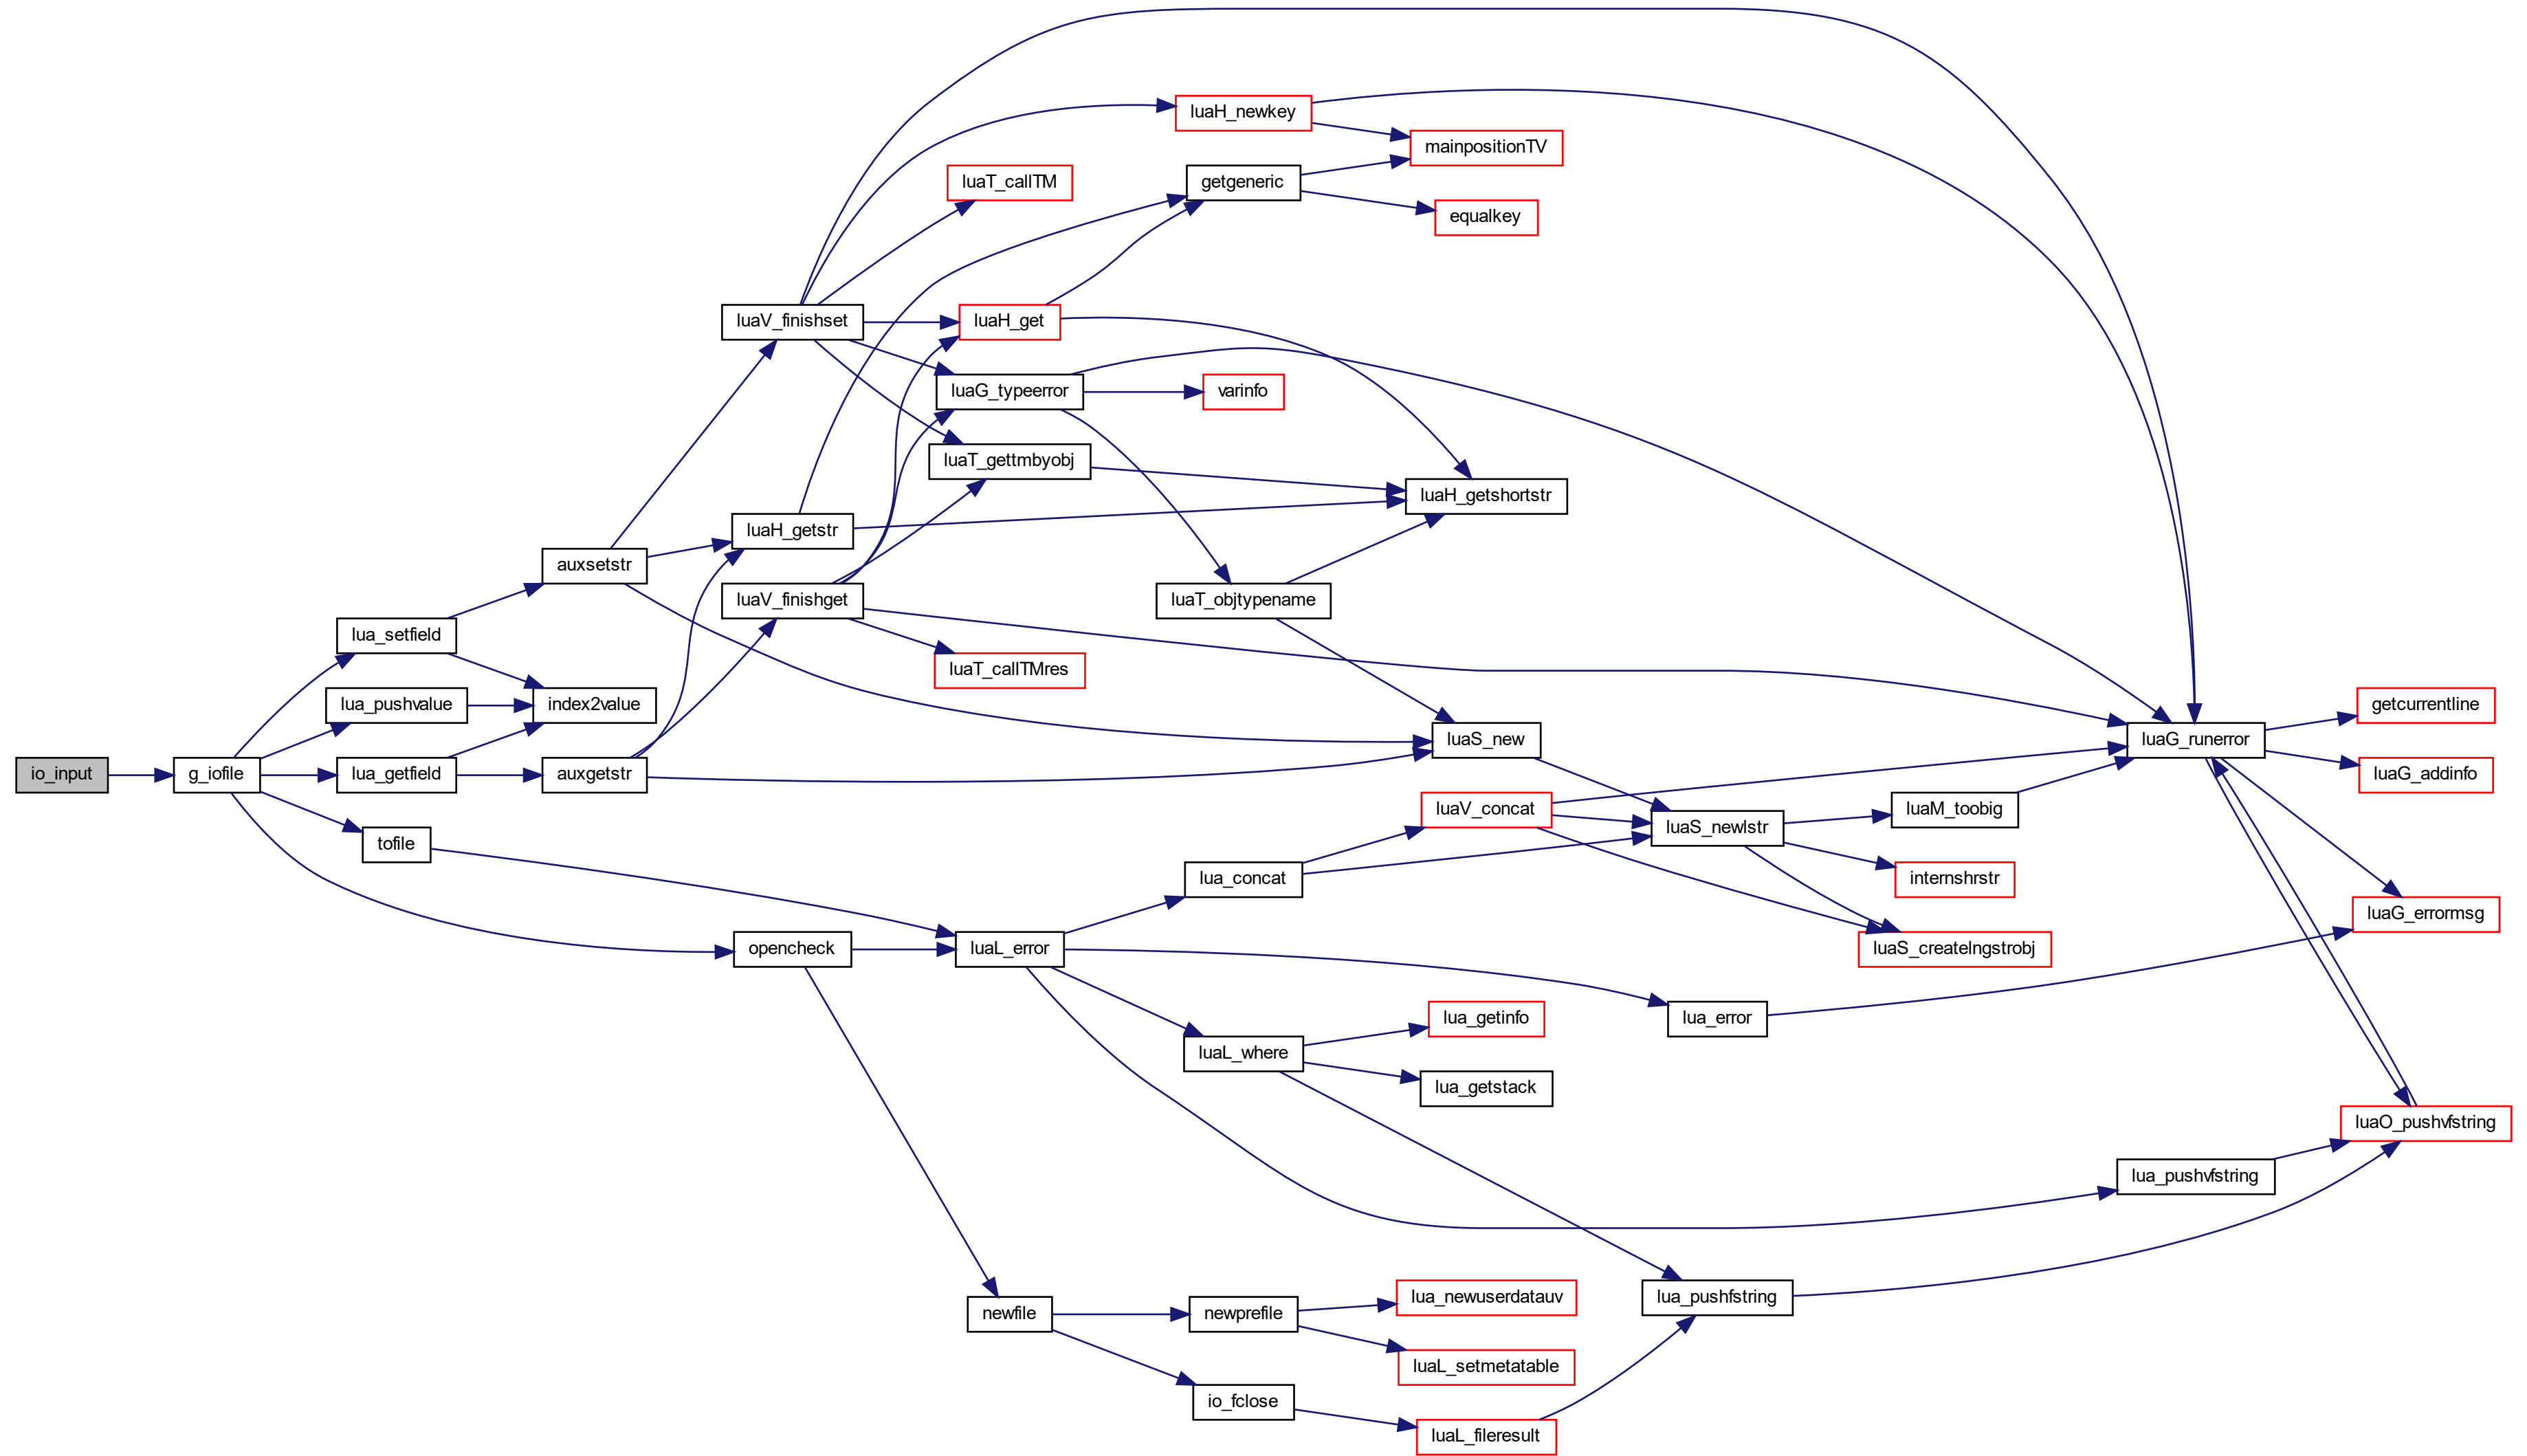 luaH_newkey
mainpositionTV
luaT_callTM
getgeneric
equalkey
luaV_finishset
luaH_get
luaG_typeerror
varinfo
luaT_gettmbyobj
luaH_getshortstr
luaH_getstr
auxsetstr
luaV_finishget
luaT_objtypename
lua_setfield
luaT_callTMres
lua_pushvalue
index2value
getcurrentline
luaS_new
luaG_runerror
io_input
g_iofile
lua_getfield
auxgetstr
luaG_addinfo
luaV_concat
luaM_toobig
luaS_newlstr
tofile
lua_concat
internshrstr
luaG_errormsg
opencheck
luaL_error
luaS_createlngstrobj
lua_getinfo
lua_error
luaL_where
lua_getstack
luaO_pushvfstring
lua_pushvfstring
lua_newuserdatauv
lua_pushfstring
newfile
newprefile
luaL_setmetatable
io_fclose
luaL_fileresult